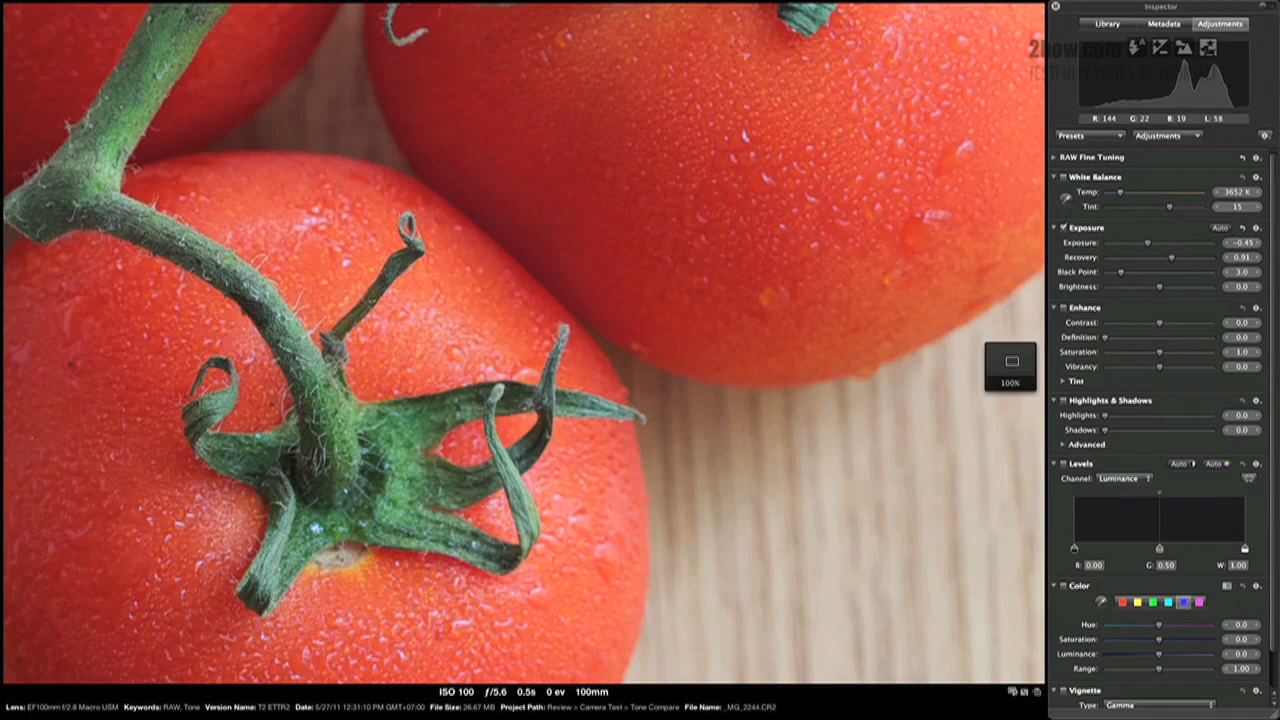 Inspector
Library Metadata Adjustments
2how.com
R: 144 G: 22 B: 19 L: 58
Presets Adjustments
RAW Fine Tuning
White Balance
Temp: 3652 K
Tint: 15
Exposure Auto
Exposure: -0.45
Recovery: 0.91
Black Point: 3.0
Brightness: 0.0
Enhance
Contrast: 0.0
Definition: 0.0
Saturation: 1.0
Vibrancy: 0.0
Tint
100%
Highlights & Shadows
Highlights: 0.0
Shadows: 0.0
Advanced
Levels Auto Auto
Channel: Luminance
B: 0.00 G: 0.50 W: 1.00
Color
Hue: 0.0
Saturation: 0.0
Luminance: 0.0
Range: 1.00
Vignette
Type: Gamma
ISO 100 ƒ/5.6 0.5s 0 ev 100mm
Lens: EF100mm f/2.8 Macro USM Keywords: RAW, Tone Version Name: T2 ETTR2 Date: 5/27/11 12:31:10 PM GMT+07:00 File Size: 26.67 MB Project Path: Review > Camera Test > Tone Compare File Name: _MG_2244.CR2